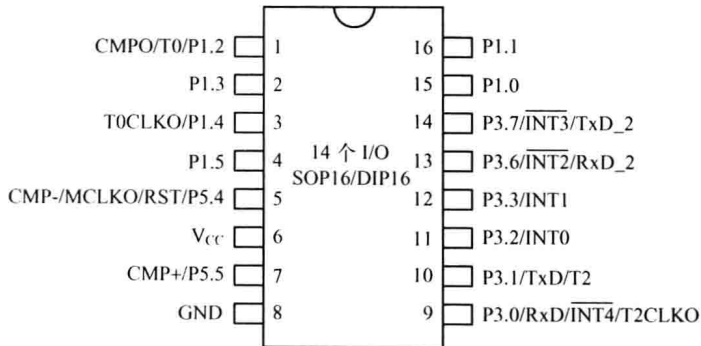 CMPO/T0/P1.2 1 16 P1.1
P1.3 2 15 P1.0
T0CLKO/P1.4 3 14 P3.7/INT3/TxD_2
P1.5 4 13 P3.6/INT2/RxD_2
14 个 I/O
SOP16/DIP16
CMP-/MCLKO/RST/P5.4 5 12 P3.3/INT1
VCC 6 11 P3.2/INT0
CMP+/P5.5 7 10 P3.1/TxD/T2
GND 8 9 P3.0/RxD/INT4/T2CLKO